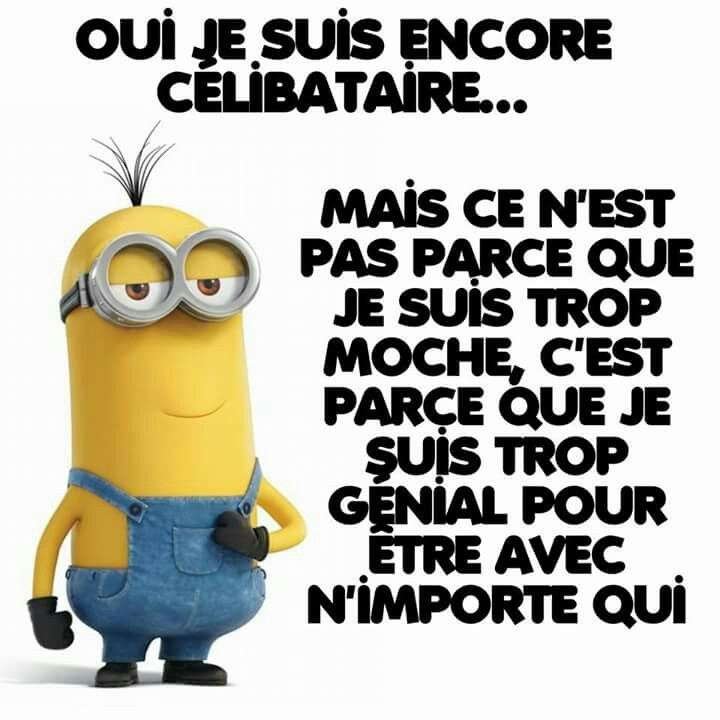 OUI JE SUIS ENCORE
CÉLIBATAIRE...
MAIS CE N'EST
PAS PARCE QUE
JE SUIS TROP
MOCHE, C'EST
PARCE QUE JE
SUIS TROP
GÉNIAL POUR
ÊTRE AVEC
N'IMPORTE QUI